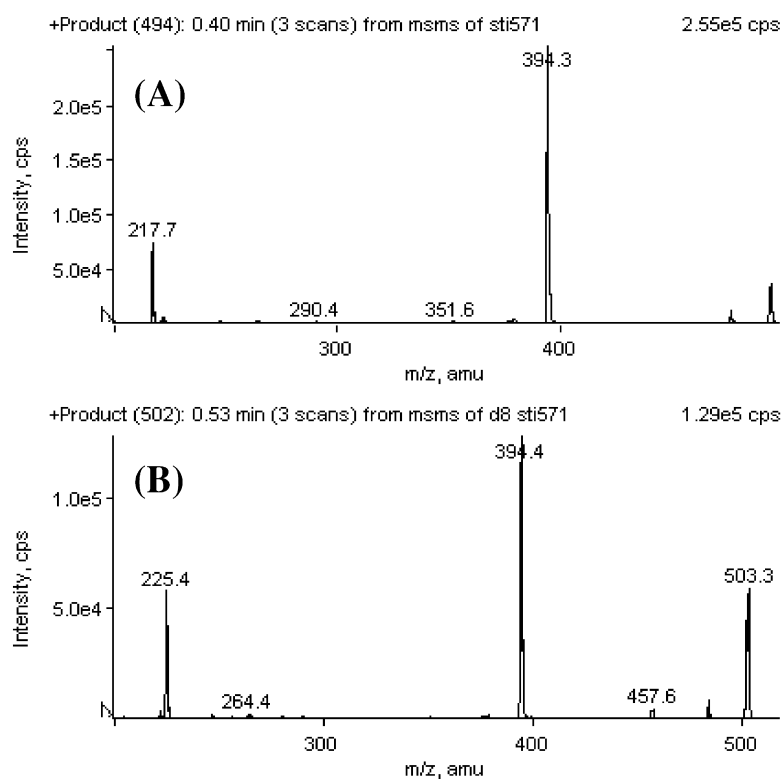 +Product (494): 0.40 min (3 scans) from msms of sti571 2.55e5 cps
394.3
(A)
2.0e5
1.5e5
1.0e5
5.0e4
Intensity, cps
217.7
290.4
351.6
300
400
m/z, amu
+Product (502): 0.53 min (3 scans) from msms of d8 sti571 1.29e5 cps
394.4
(B)
1.0e5
5.0e4
Intensity, cps
225.4
503.3
264.4
457.6
300
400
500
m/z, amu